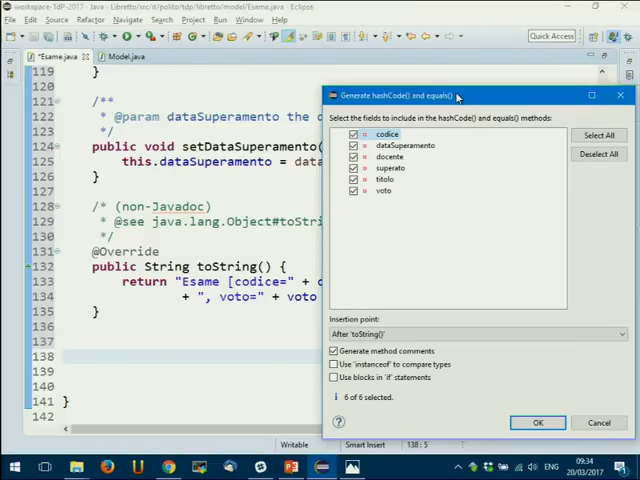 workspace-TdP-2017 - Java - Libretto/src/it/polito/tdp/libretto/model/Esame.java - Eclipse
File Edit Source Refactor Navigate Search Project Run Window Help
Quick Access
*Esame.java
Model.java
119 }
120
121 /**
122 * @param dataSuperamento the d
123 */
124 public void setDataSuperamento(
125 this.dataSuperamento = data
126 }
127
128 /* (non-Javadoc)
129 * @see java.lang.Object#toStri
130 */
131 @Override
132 public String toString() {
133 return "Esame [codice=" + c
134 + ", voto=" + voto
135 }
136
137
138
139
140
141 }
142
Generate hashCode() and equals()
Select the fields to include in the hashCode() and equals() methods:
codice
dataSuperamento
docente
superato
titolo
voto
Select All
Deselect All
Insertion point:
After 'toString()'
Generate method comments
Use 'instanceof' to compare types
Use blocks in 'if' statements
6 of 6 selected.
OK
Cancel
Writable
Smart Insert
138 : 5
09:34
20/03/2017